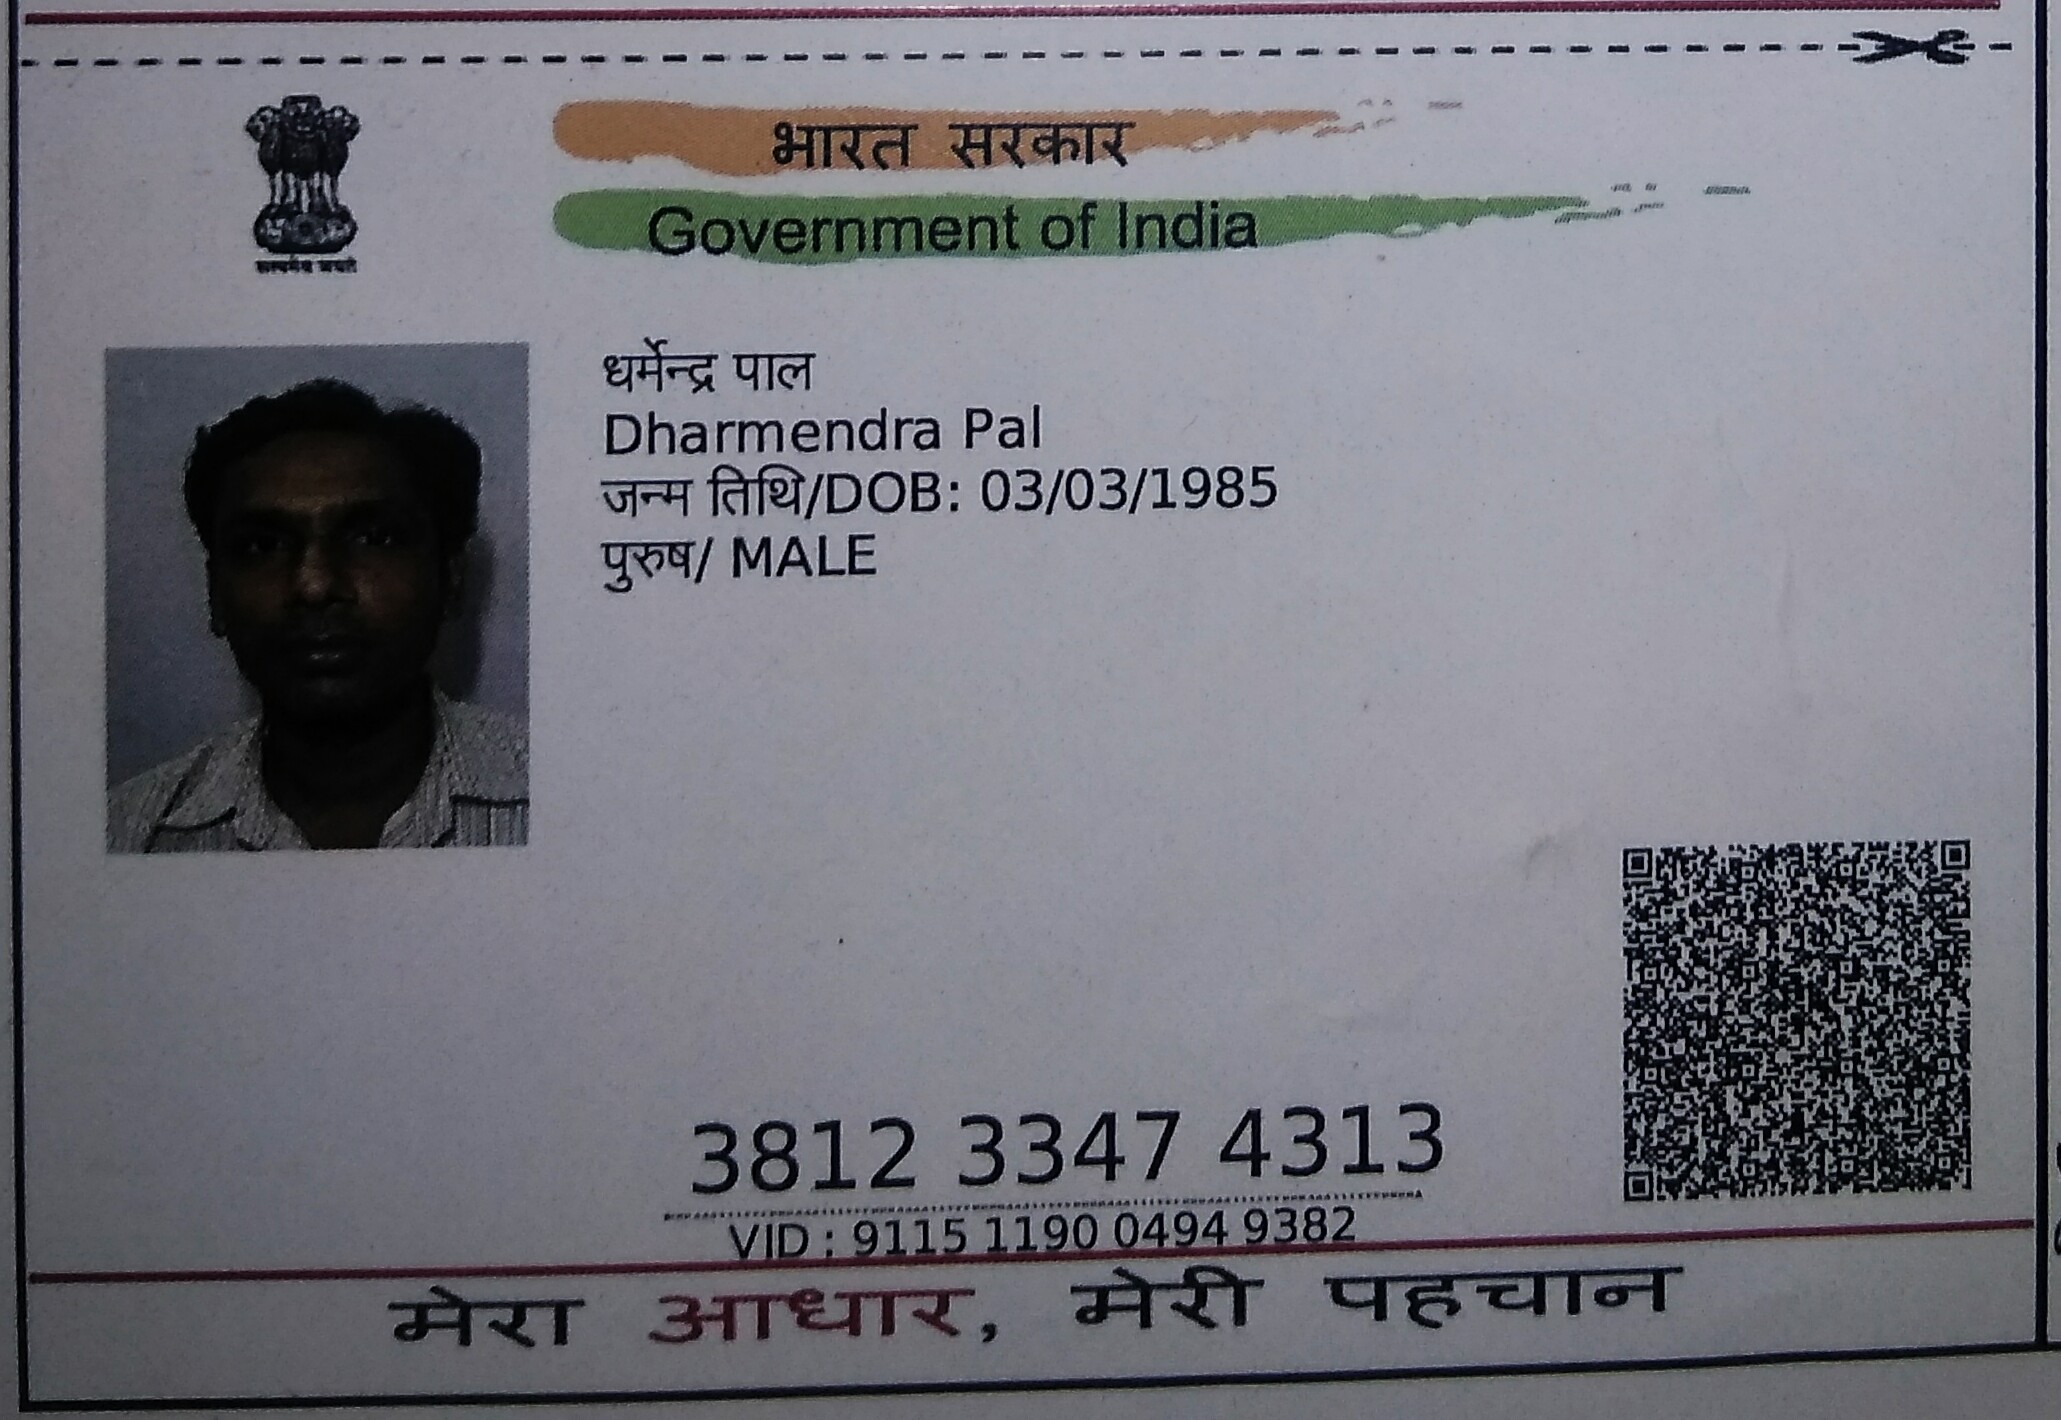 सत्यमेव जयते
भारत सरकार
Government of India
धर्मेन्द्र पाल
Dharmendra Pal
जन्म तिथि/DOB: 03/03/1985
पुरुष/ MALE
3812 3347 4313
VID : 9115 1190 0494 9382
मेरा आधार, मेरी पहचान